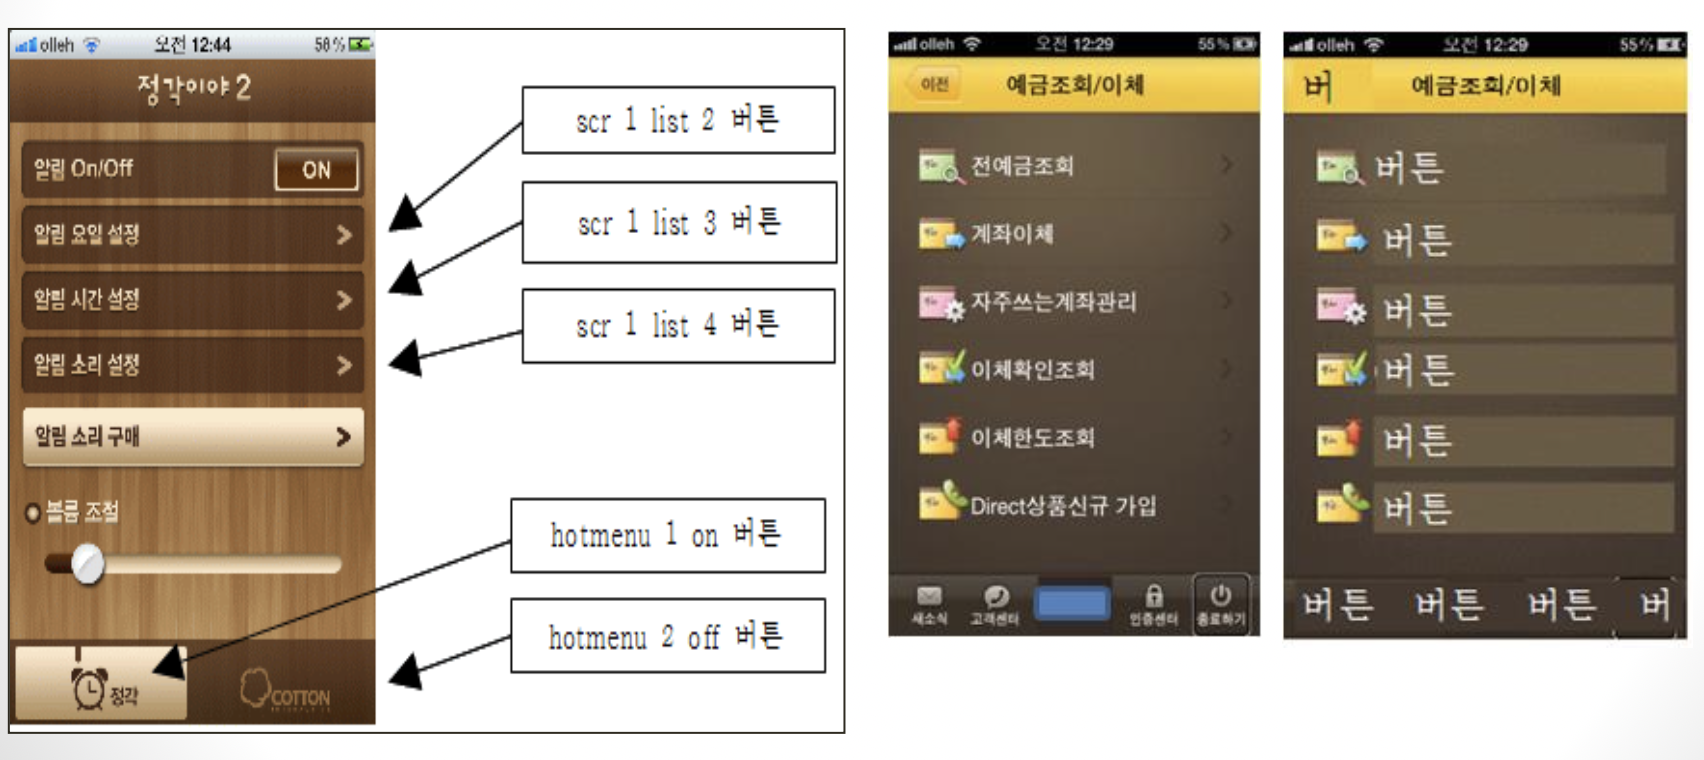 olleh 오전 12:44 58%
정각이야 2
알림 On/Off ON
알림 요일 설정
알림 시간 설정
알림 소리 설정
알림 소리 구매
볼륨 조절
정각
COTTON
scr 1 list 2 버튼
scr 1 list 3 버튼
scr 1 list 4 버튼
hotmenu 1 on 버튼
hotmenu 2 off 버튼
olleh 오전 12:29 55%
이전 예금조회/이체
전예금조회
계좌이체
자주쓰는계좌관리
이체확인조회
이체한도조회
Direct상품신규 가입
새소식 고객센터 인증센터 종료하기
olleh 오전 12:29 55%
버 예금조회/이체
버튼
버튼
버튼
버튼
버튼
버튼
버튼 버튼 버튼 버